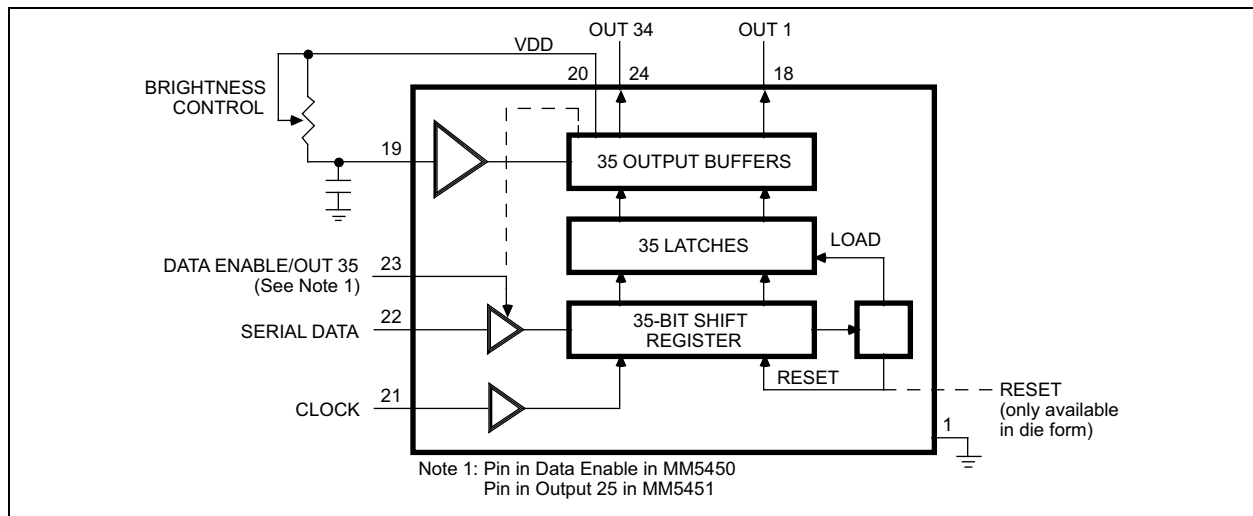 OUT 34
OUT 1
VDD
20
24
18
BRIGHTNESS
CONTROL
19
35 OUTPUT BUFFERS
35 LATCHES
LOAD
DATA ENABLE/OUT 35
23
(See Note 1)
SERIAL DATA
22
35-BIT SHIFT
REGISTER
RESET
CLOCK
21
RESET
(only available
in die form)
1
Note 1: Pin in Data Enable in MM5450
Pin in Output 25 in MM5451